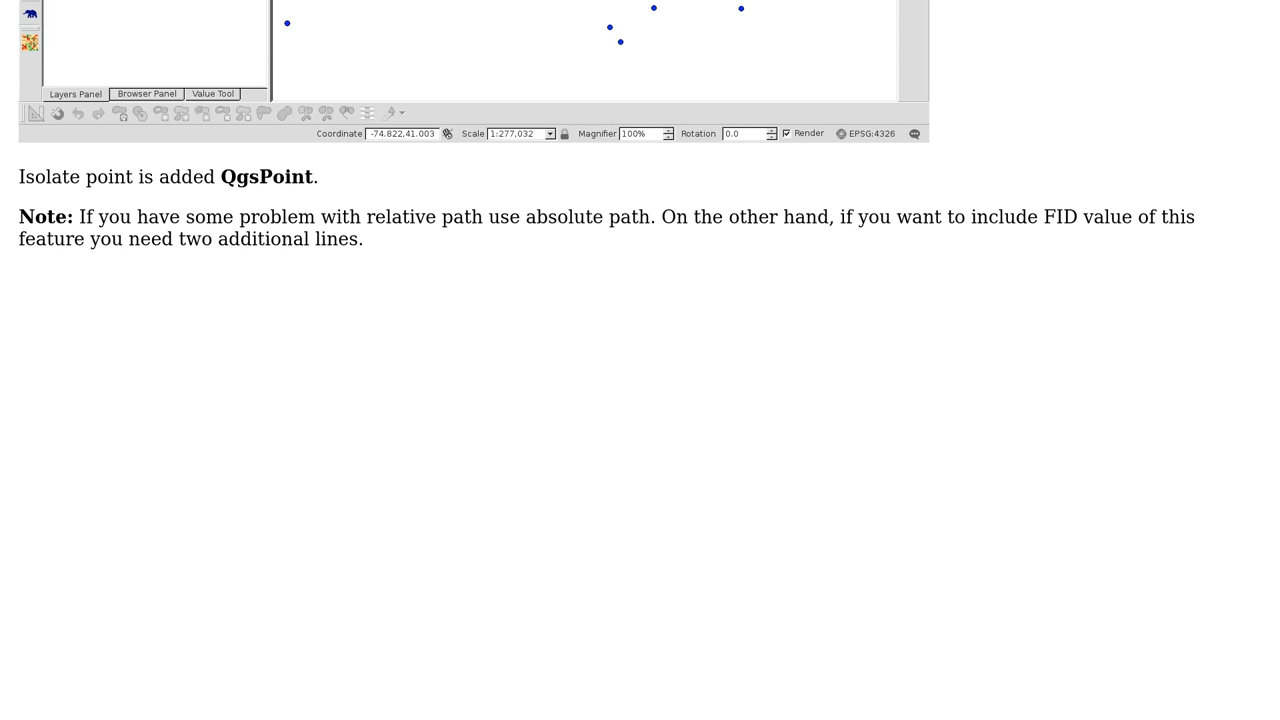 Layers Panel Browser Panel Value Tool
Coordinate -74.822,41.003 Scale 1:277,032 Magnifier 100% Rotation 0.0 Render EPSG:4326
Isolate point is added QgsPoint.
Note: If you have some problem with relative path use absolute path. On the other hand, if you want to include FID value of this
feature you need two additional lines.